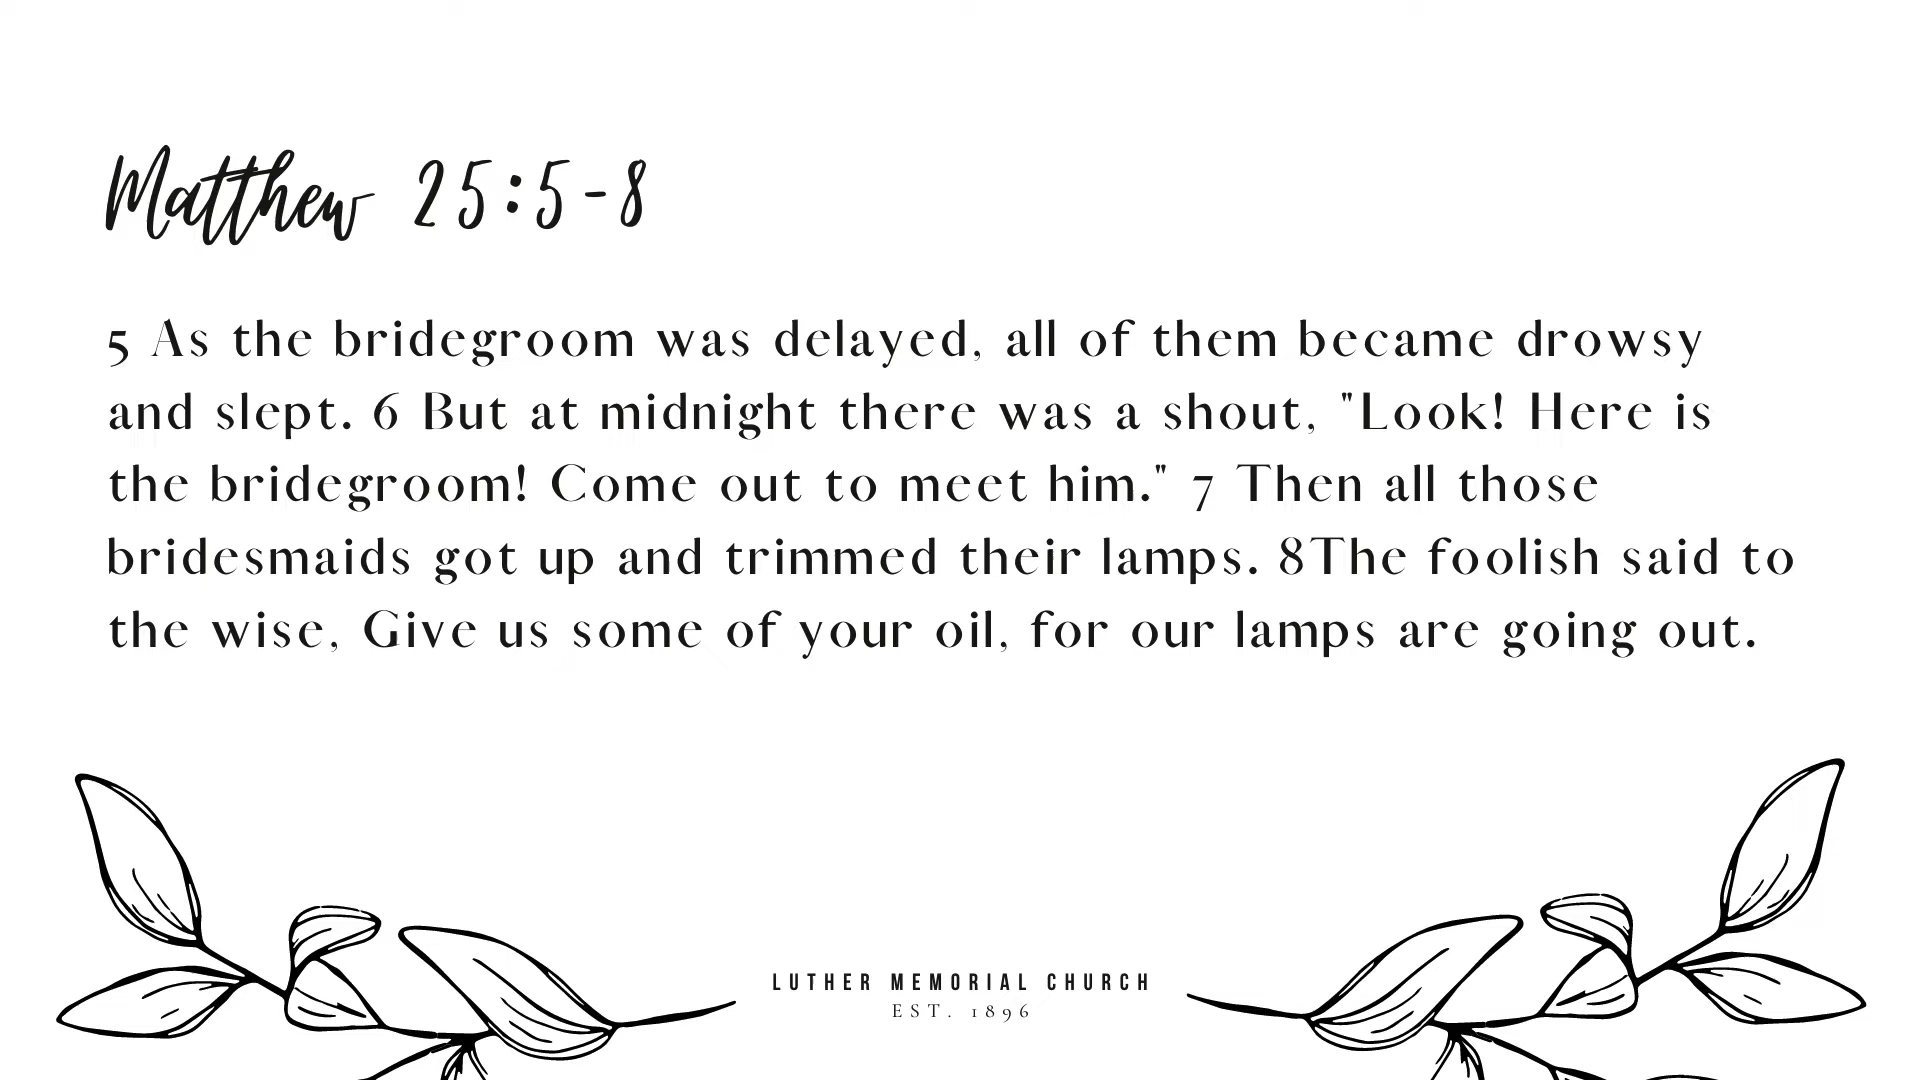 Matthew 25:5-8
5 As the bridegroom was delayed, all of them became drowsy
and slept. 6 But at midnight there was a shout, "Look! Here is
the bridegroom! Come out to meet him." 7 Then all those
bridesmaids got up and trimmed their lamps. 8The foolish said to
the wise, Give us some of your oil, for our lamps are going out.
LUTHER MEMORIAL CHURCH
EST. 1896